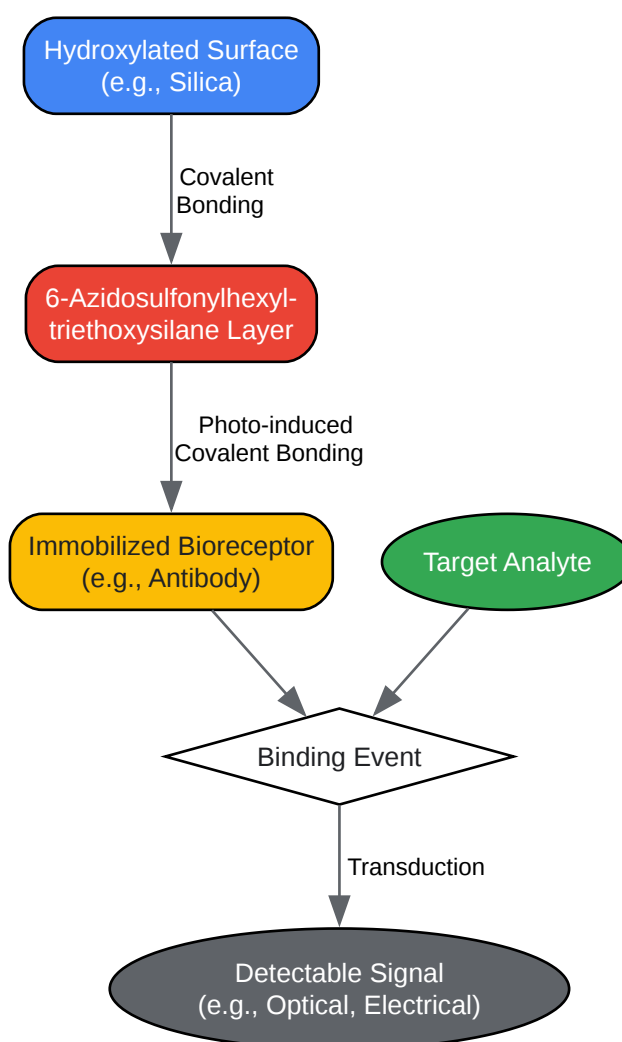 Hydroxylated Surface
(e.g., Silica)
Covalent
Bonding
6-Azidosulfonylhexyl-
triethoxysilane Layer
Photo-induced
Covalent Bonding
Immobilized Bioreceptor
(e.g., Antibody)
Target Analyte
Binding Event
Transduction
Detectable Signal
(e.g., Optical, Electrical)